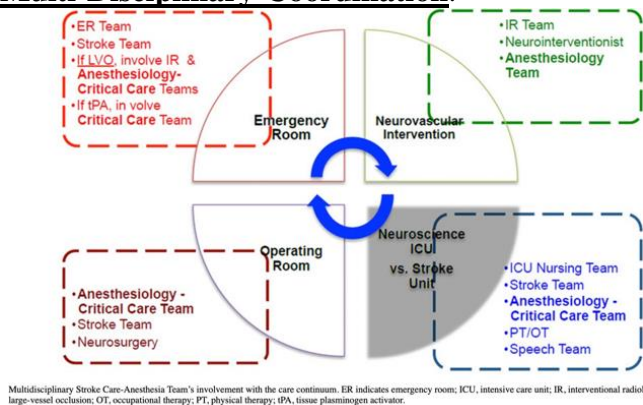 Multi Disciplinary Coordination:
•ER Team
•Stroke Team
•If LVO, involve IR &
Anesthesiology-
Critical Care Teams
•If tPA, in volve
Critical Care Team
Emergency
Room
•IR Team
•Neurointerventionist
•Anesthesiology
Team
Neurovascular
Intervention
Operating
Room
•Anesthesiology -
Critical Care Team
•Stroke Team
•Neurosurgery
Neuroscience
ICU
vs. Stroke
Unit
•ICU Nursing Team
•Stroke Team
•Anesthesiology -
Critical Care Team
•PT/OT
•Speech Team
Multidisciplinary Stroke Care-Anesthesia Team's involvement with the care continuum. ER indicates emergency room; ICU, intensive care unit; IR, interventional
large-vessel occlusion; OT, occupational therapy; PT, physical therapy; tPA, tissue plasminogen activator.